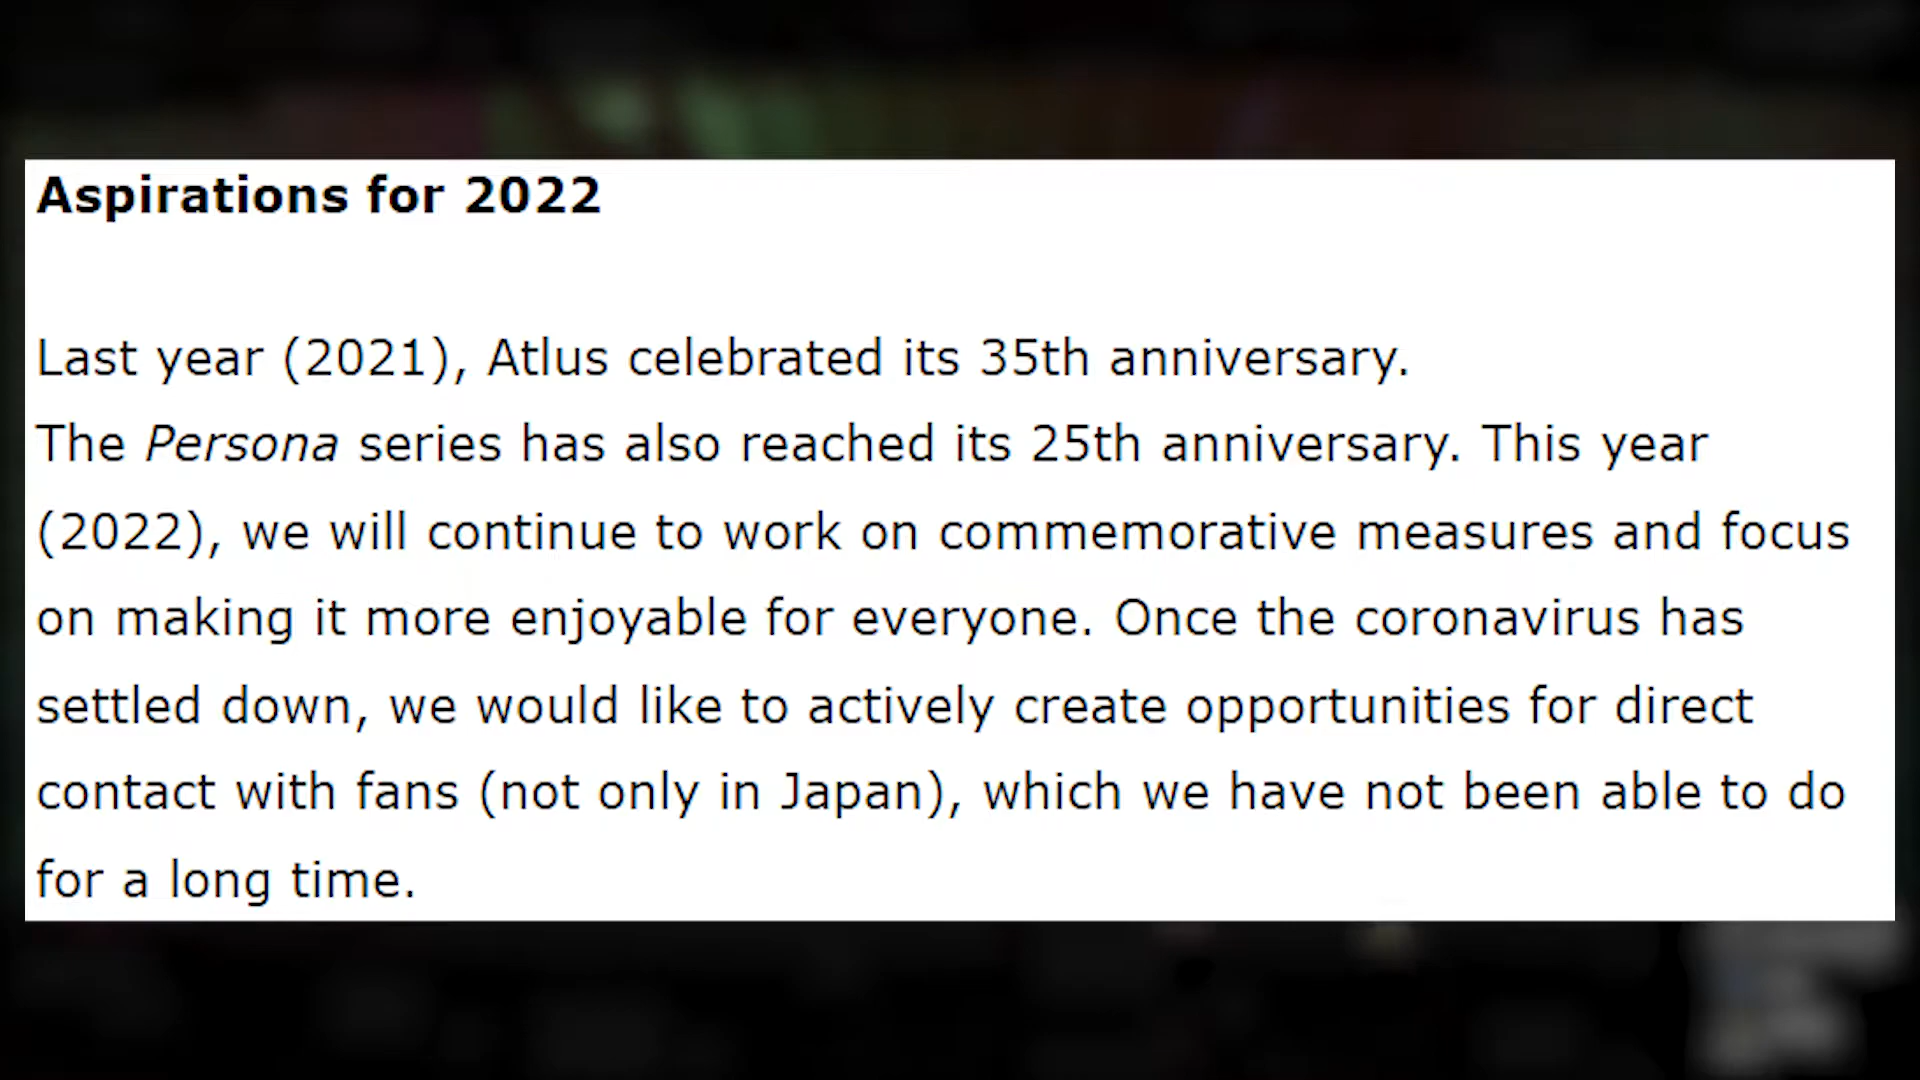 Aspirations for 2022
Last year (2021), Atlus celebrated its 35th anniversary.
The Persona series has also reached its 25th anniversary. This year
(2022), we will continue to work on commemorative measures and focus
on making it more enjoyable for everyone. Once the coronavirus has
settled down, we would like to actively create opportunities for direct
contact with fans (not only in Japan), which we have not been able to do
for a long time.